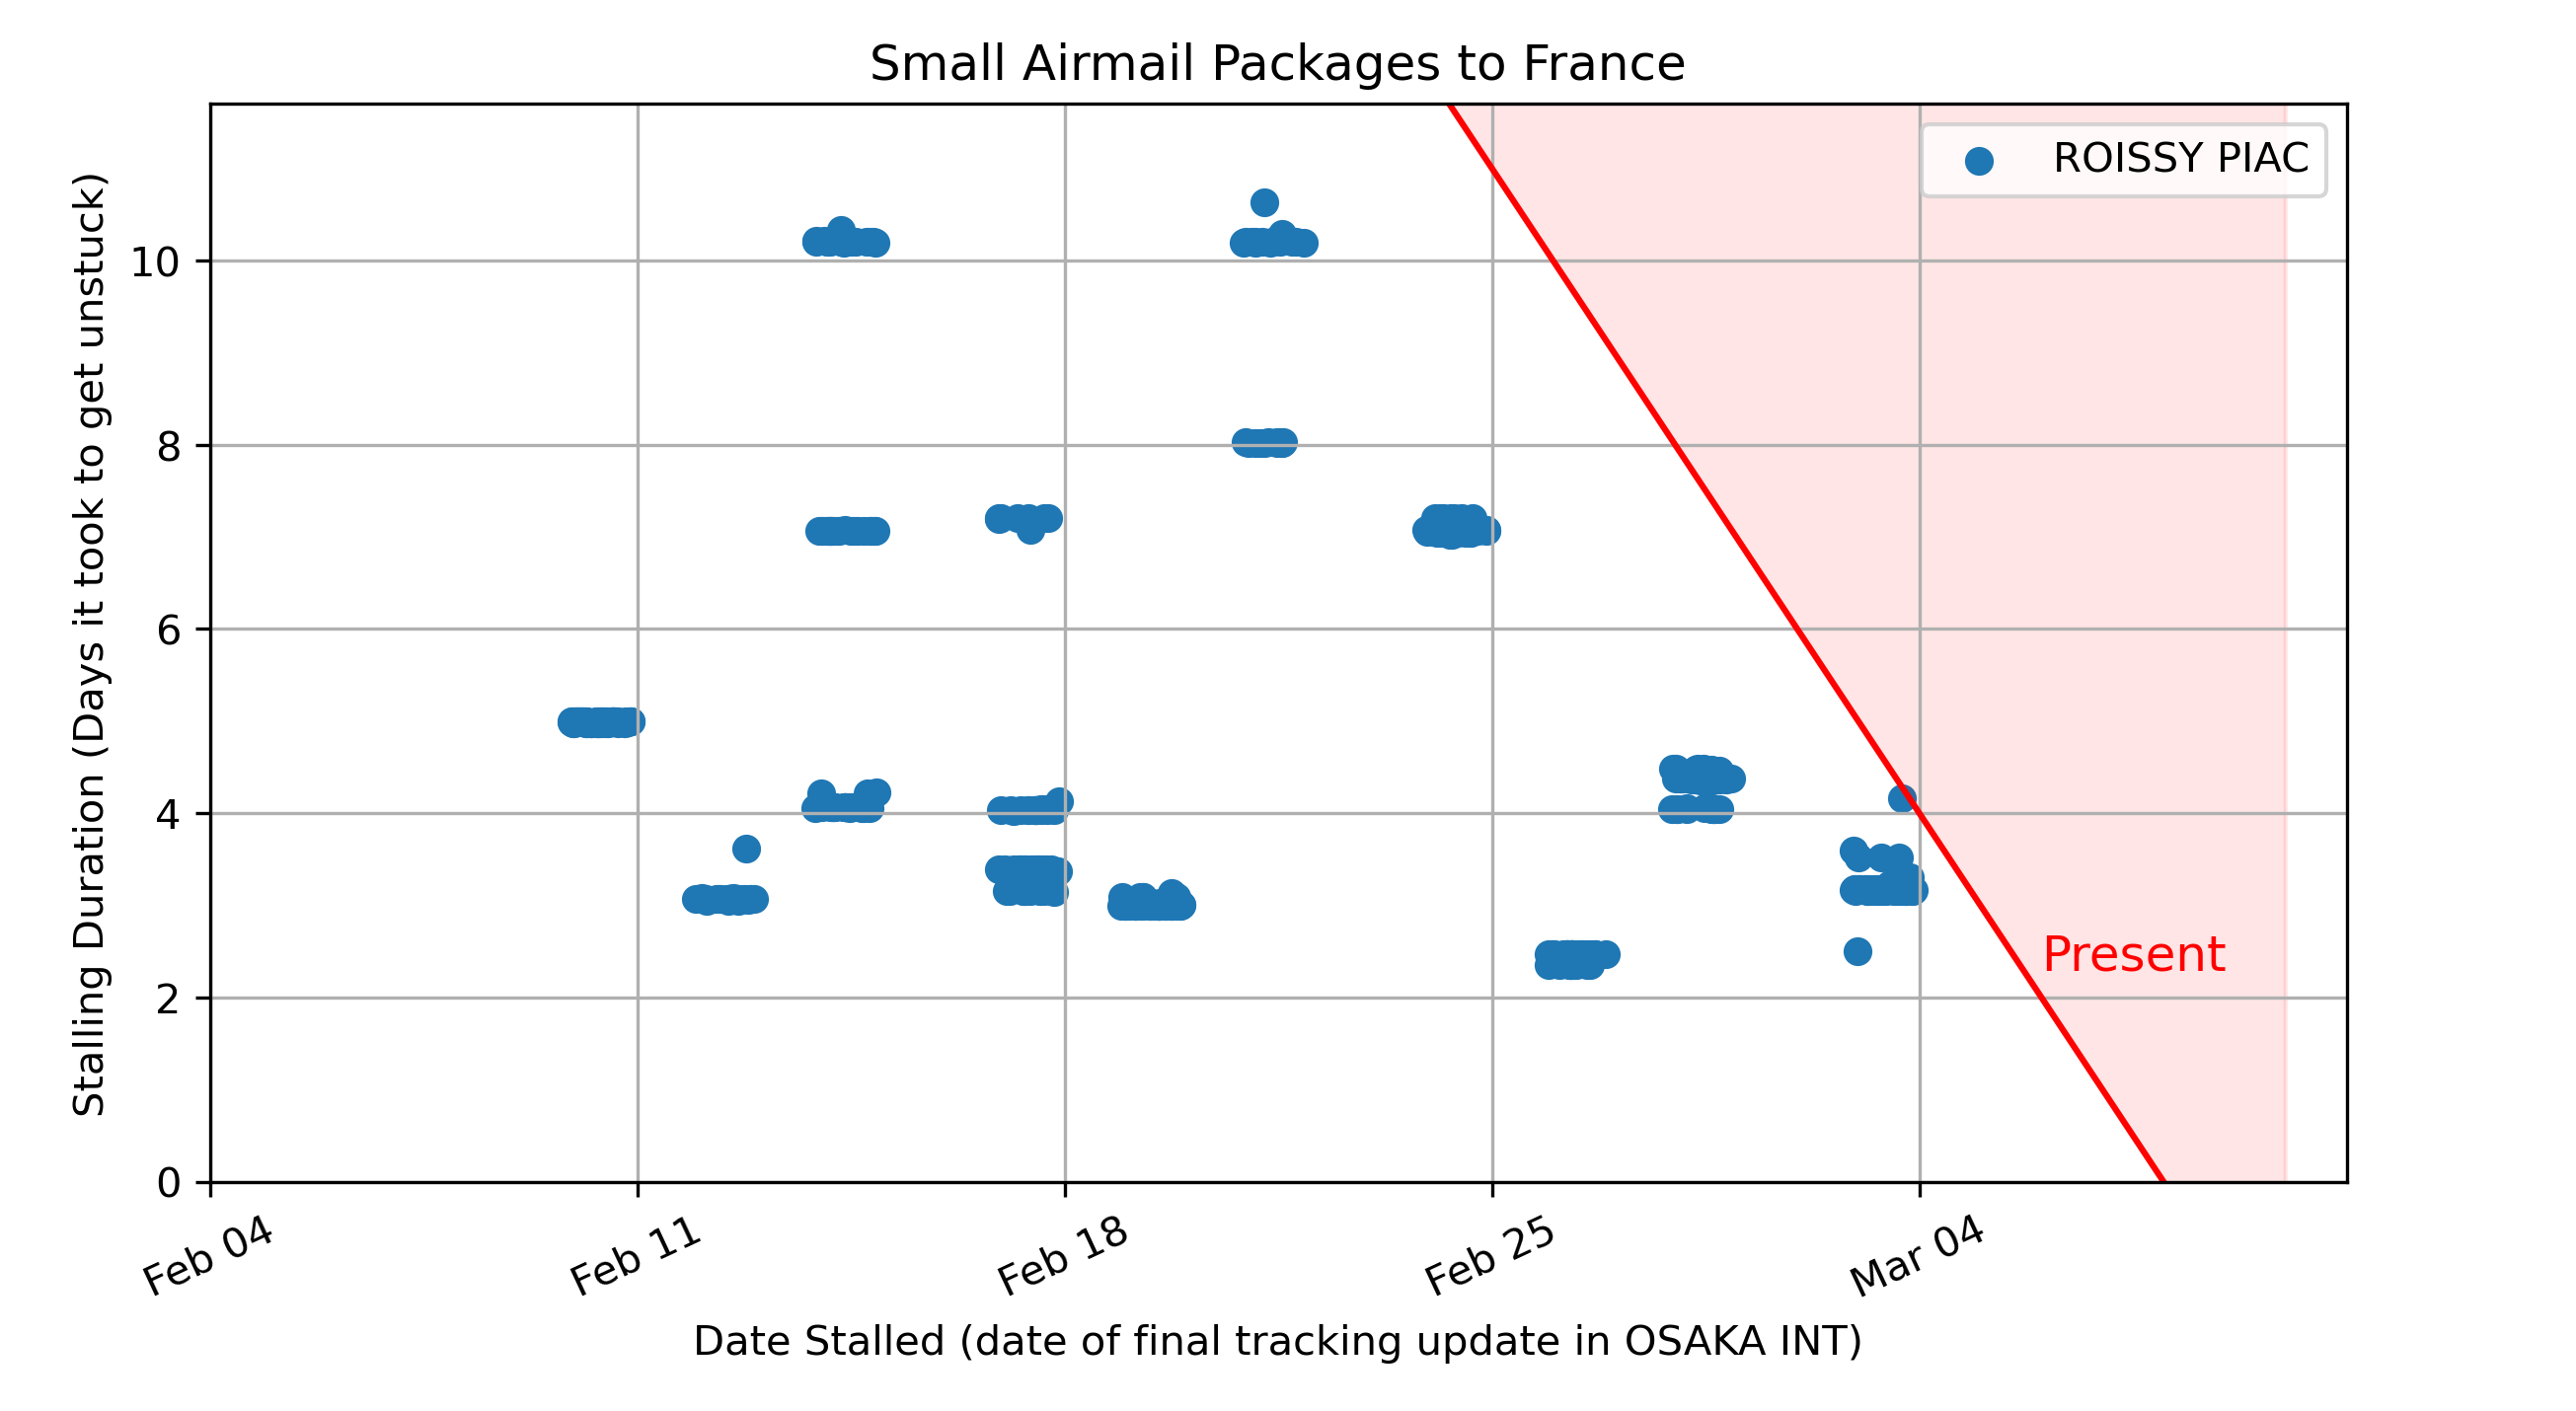 Small Airmail Packages to France
ROISSY PIAC
Stalling Duration (Days it took to get unstuck)
10
8
6
4
2
0
Present
Feb 04
Feb 11
Feb 18
Feb 25
Mar 04
Date Stalled (date of final tracking update in OSAKA INT)